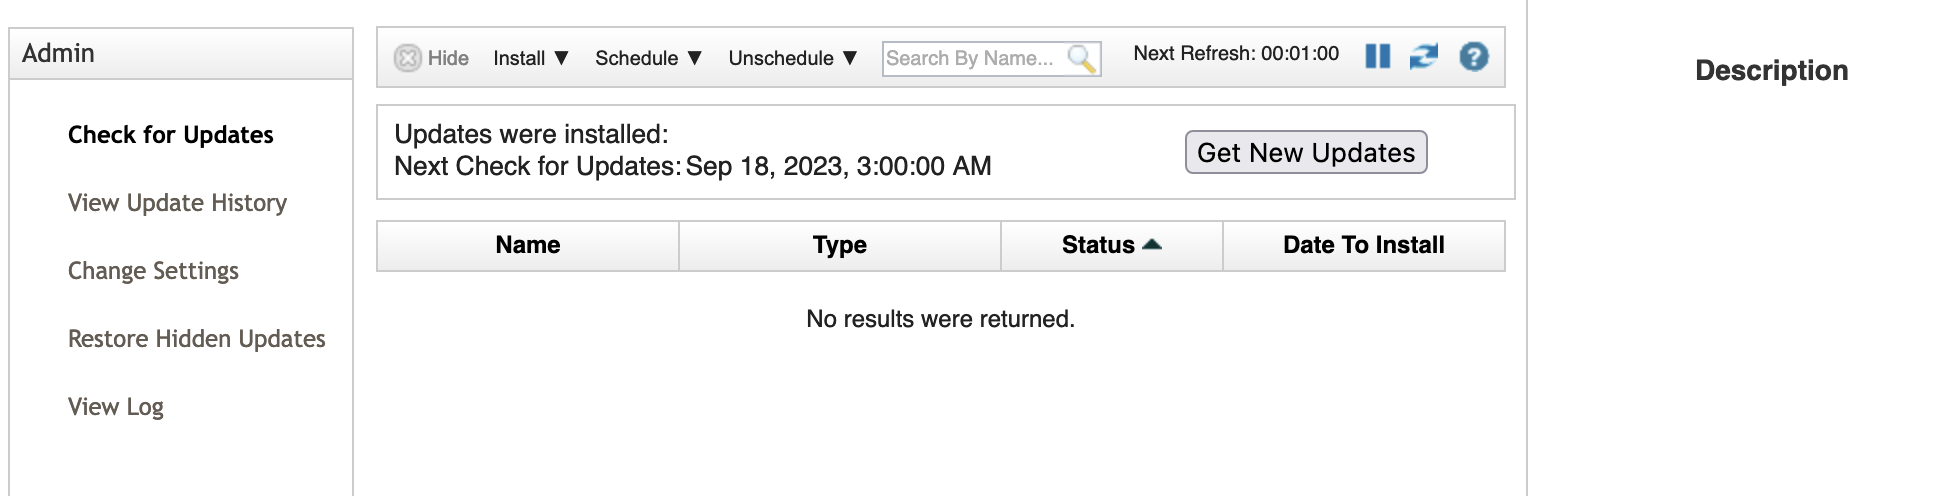 Admin
Check for Updates
View Update History
Change Settings
Restore Hidden Updates
View Log
Hide Install ▼ Schedule ▼ Unschedule ▼ Search By Name... Next Refresh: 00:01:00
Updates were installed:
Next Check for Updates: Sep 18, 2023, 3:00:00 AM
Get New Updates
Name Type Status Date To Install
No results were returned.
Description